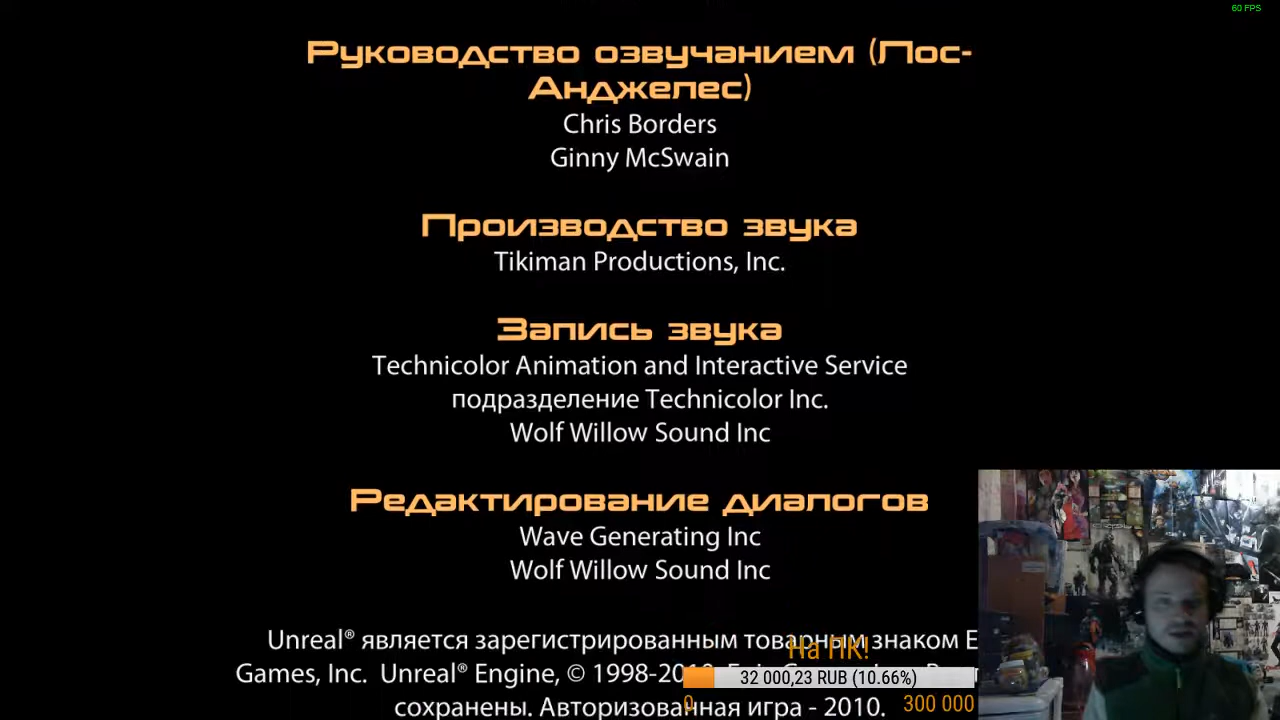 60 FPS
Руководство озвучанием (Лос-
Анджелес)
Chris Borders
Ginny McSwain
Производство звука
Tikiman Productions, Inc.
Запись звука
Technicolor Animation and Interactive Service
подразделение Technicolor Inc.
Wolf Willow Sound Inc
Редактирование диалогов
Wave Generating Inc
Wolf Willow Sound Inc
Unreal® является зарегистрированным товарным знаком E
Games, Inc. Unreal® Engine, © 1998-20
сохранены. Авторизованная игра - 2010.
На ПК!
32 000,23 RUB (10.66%)
0
300 000